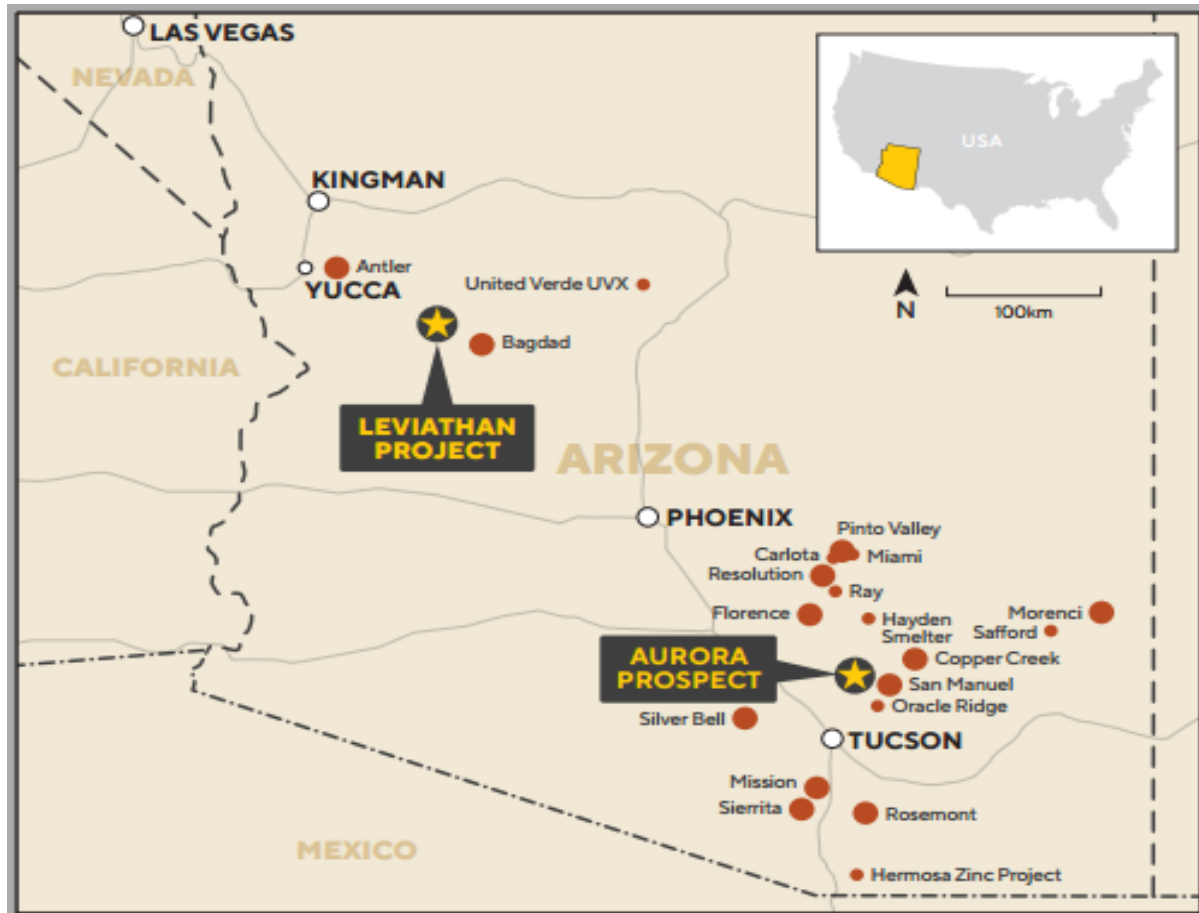 LAS VEGAS
NEVADA
USA
KINGMAN
Antler
YUCCA
United Verde UVX
N
100km
Bagdad
CALIFORNIA
LEVIATHAN
PROJECT
ARIZONA
PHOENIX
Pinto Valley
Carlota
Miami
Resolution
Ray
Florence
Hayden
Smelter
Morenci
Safford
AURORA
PROSPECT
Copper Creek
San Manuel
Oracle Ridge
Silver Bell
TUCSON
Mission
Sierrita
Rosemont
MEXICO
Hermosa Zinc Project